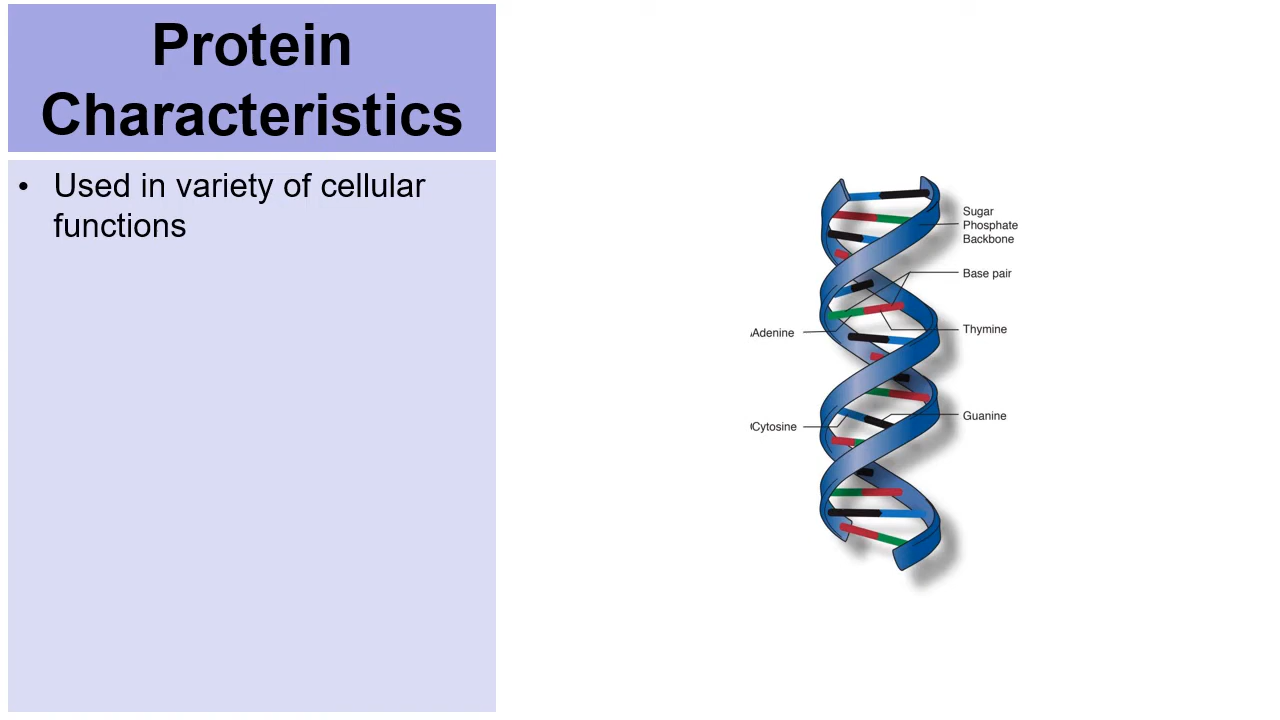 Protein
Characteristics
• Used in variety of cellular
functions
Sugar
Phosphate
Backbone
Base pair
Adenine
Thymine
Guanine
Cytosine